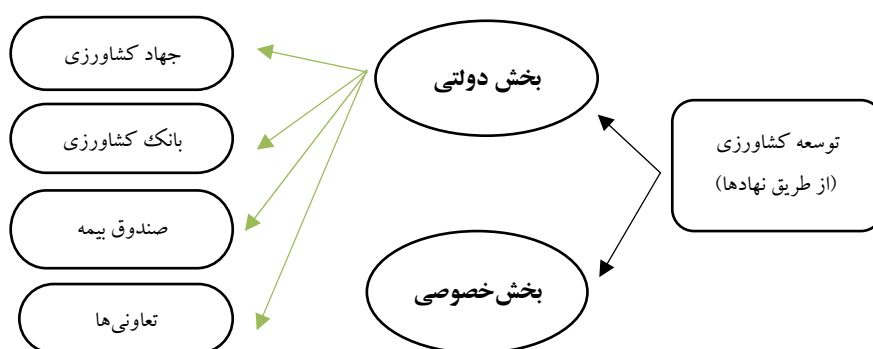 توسعه کشاورزی
(از طریق نهادها)
بخش دولتی
بخش خصوصی
جهاد کشاورزی
بانک کشاورزی
صندوق بیمه
تعاونی‌ها